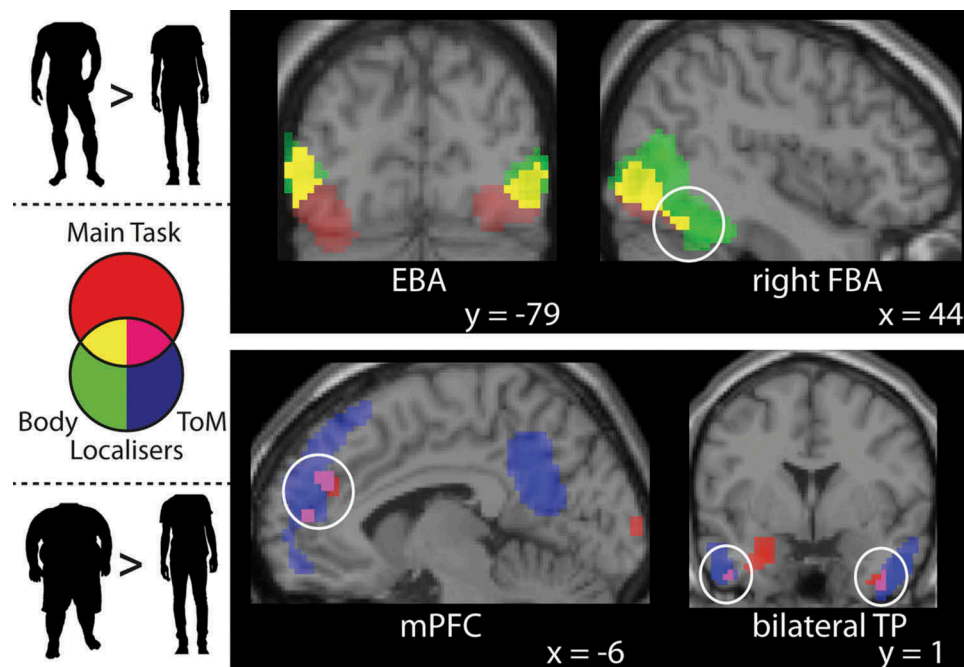 >
Main Task
Body
ToM
Localisers
>
EBA
y = -79
right FBA
x = 44
mPFC
x = -6
bilateral TP
y = 1